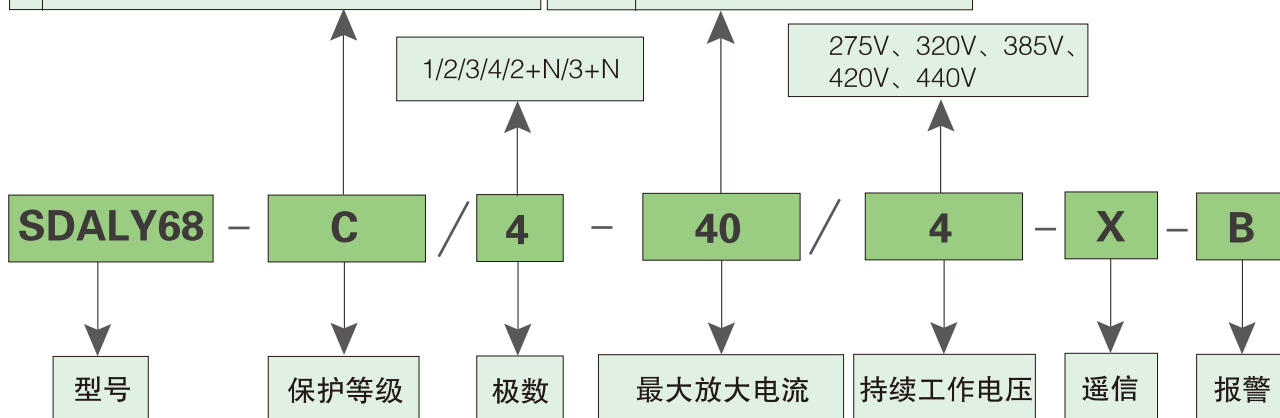 1/2/3/4/2+N/3+N
275V、320V、385V、
420V、440V
SDALY68 - C / 4 - 40 / 4 - X - B
型号
保护等级
极数
最大放大电流
持续工作电压
遥信
报警